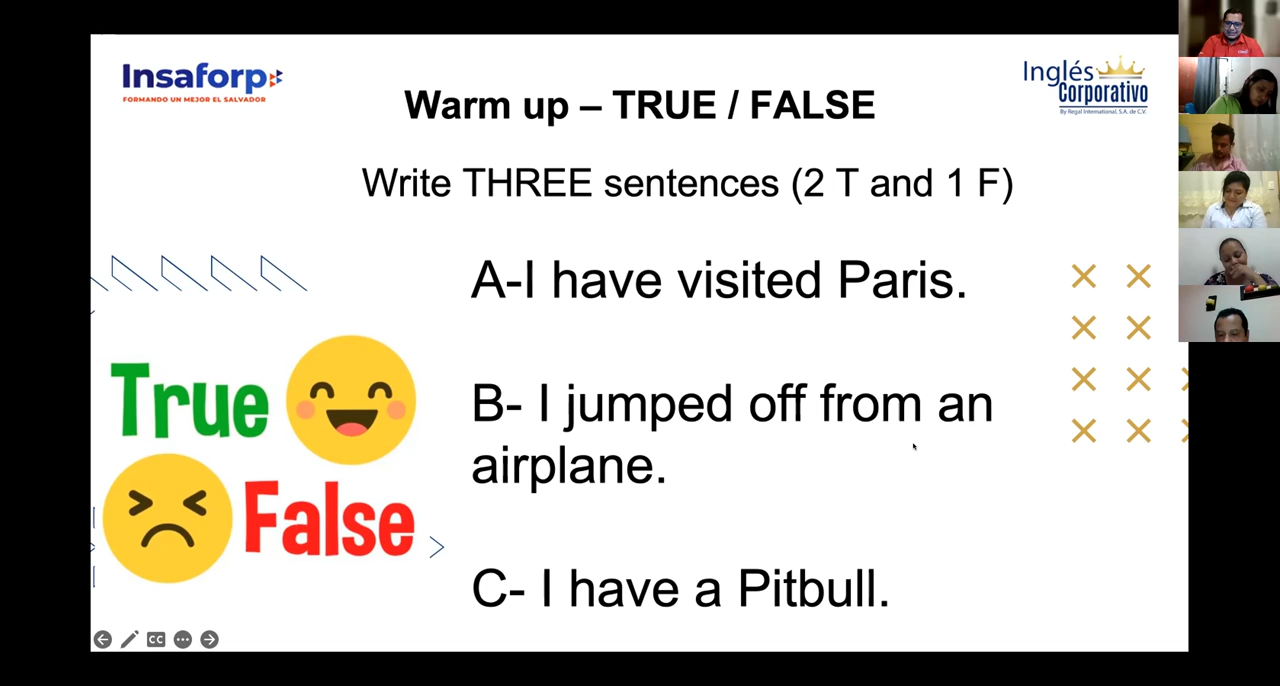 Insaforp
FORMANDO UN MEJOR EL SALVADOR
Inglés
Corporativo
By Regal International, S.A. de C.V.
Warm up – TRUE / FALSE
Write THREE sentences (2 T and 1 F)
A-I have visited Paris.
B- I jumped off from an
airplane.
C- I have a Pitbull.
True
False
CC